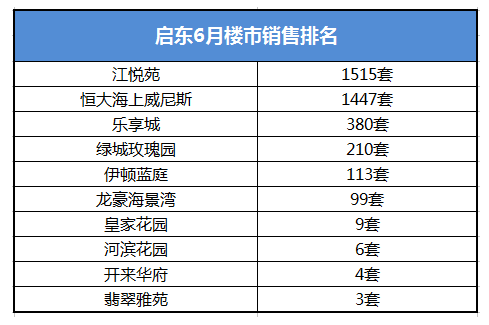 启东6月楼市销售排名
江悦苑 1515套
恒大海上威尼斯 1447套
乐享城 380套
绿城玫瑰园 210套
伊顿蓝庭 113套
龙豪海景湾 99套
皇家花园 9套
河滨花园 6套
开来华府 4套
翡翠雅苑 3套